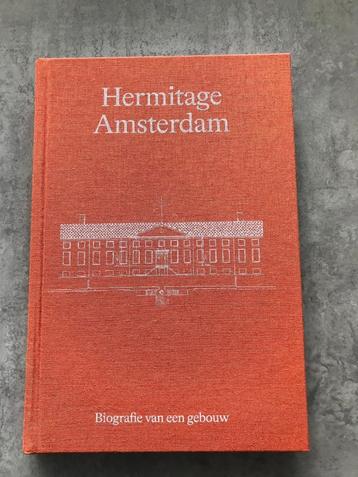 Hermitage
Amsterdam
Biografie van een gebouw